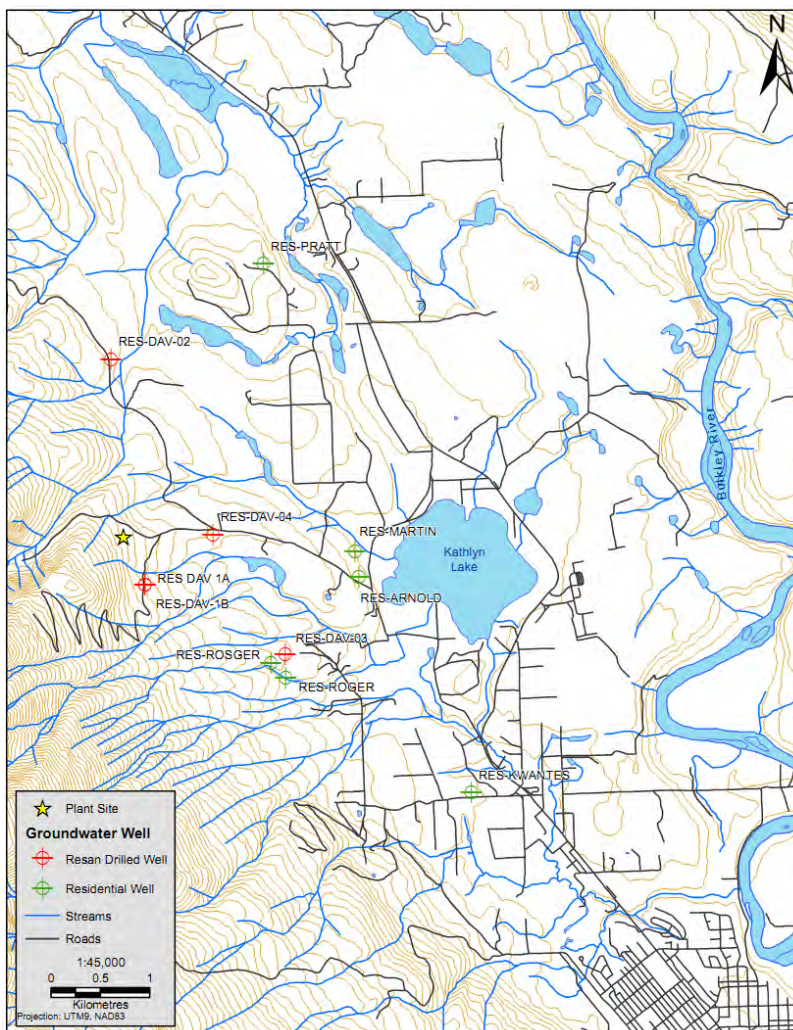 N
RES-PRATT
RES-DAV-02
Bulkley River
RES-DAV-04
RES-MARTIN
Kathlyn
Lake
RES DAV 1A
RES-DAV-1B
RES-ARNOLD
RES-DAV-03
RES-ROSGER
RES-ROGER
RES-KWANTES
Plant Site
Groundwater Well
Resan Drilled Well
Residential Well
Streams
Roads
1:45,000
0 0.5 1
Kilometres
Projection: UTM9, NAD83